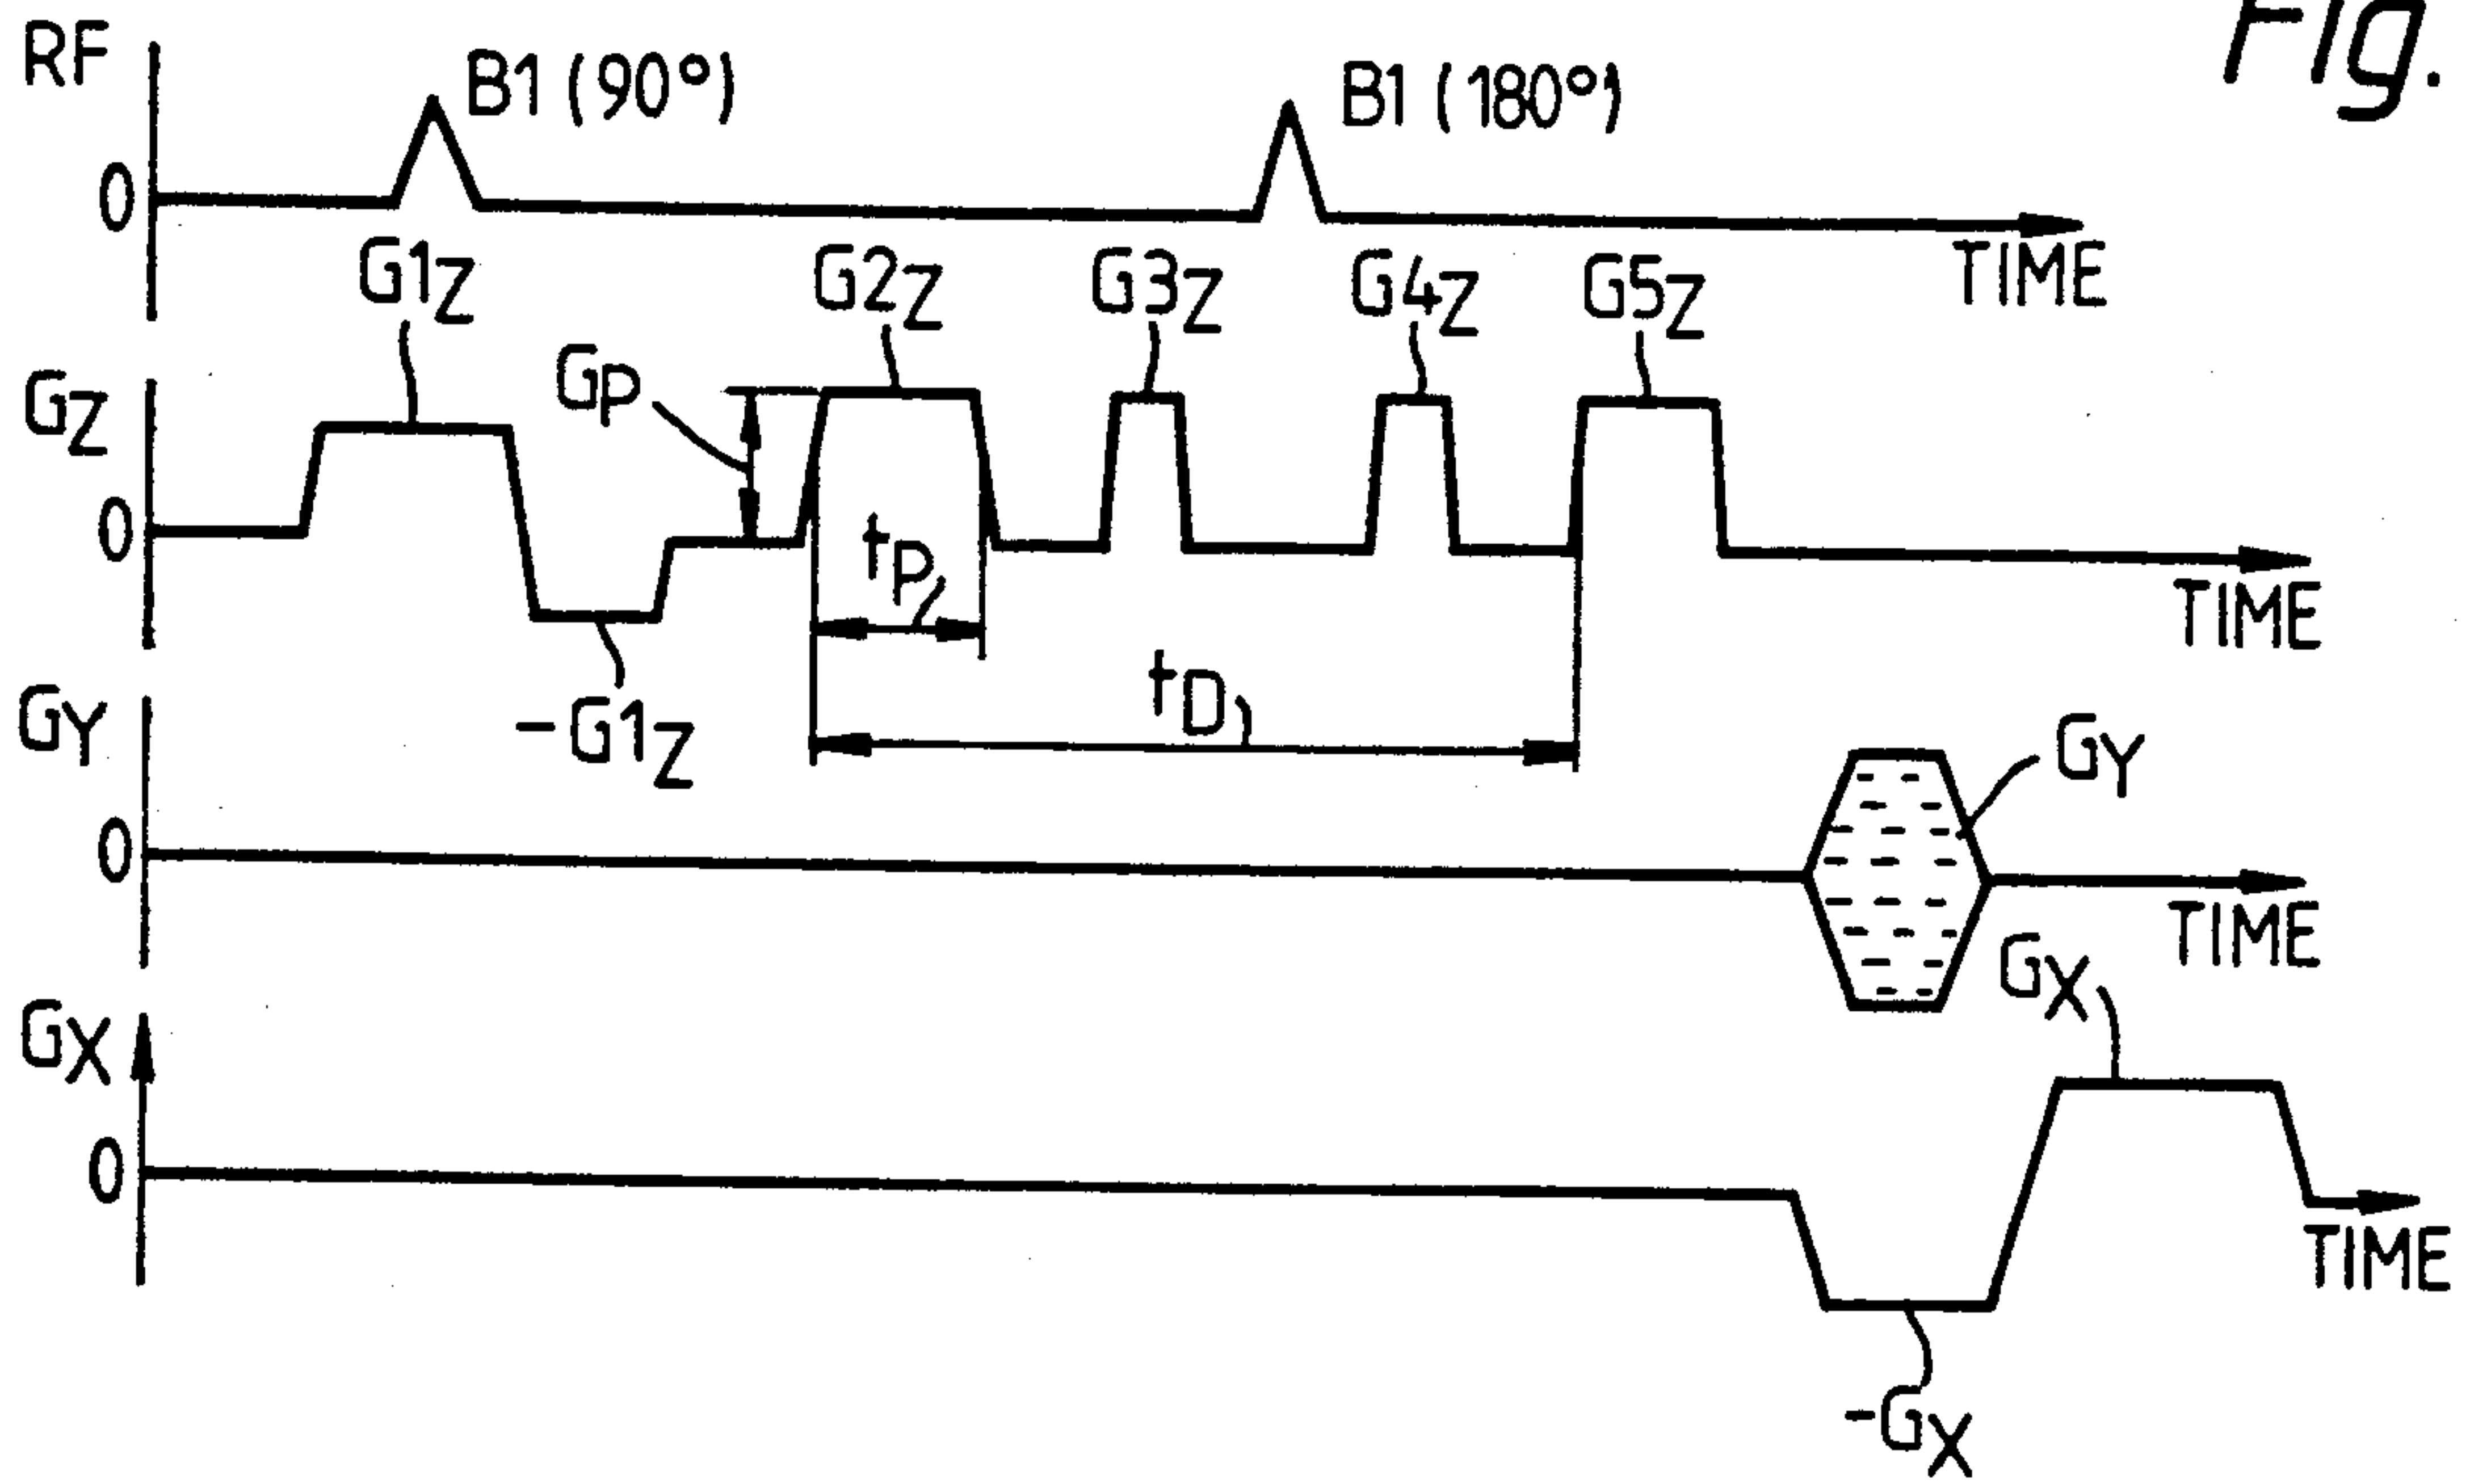 Fig.
RF
B1 (90°)
B1 (180°)
0
TIME
G1Z
G2Z
G3Z
G4Z
G5Z
GZ
GP
0
tP
TIME
-G1Z
tD
GY
GY
0
TIME
GX
GX
0
TIME
-GX